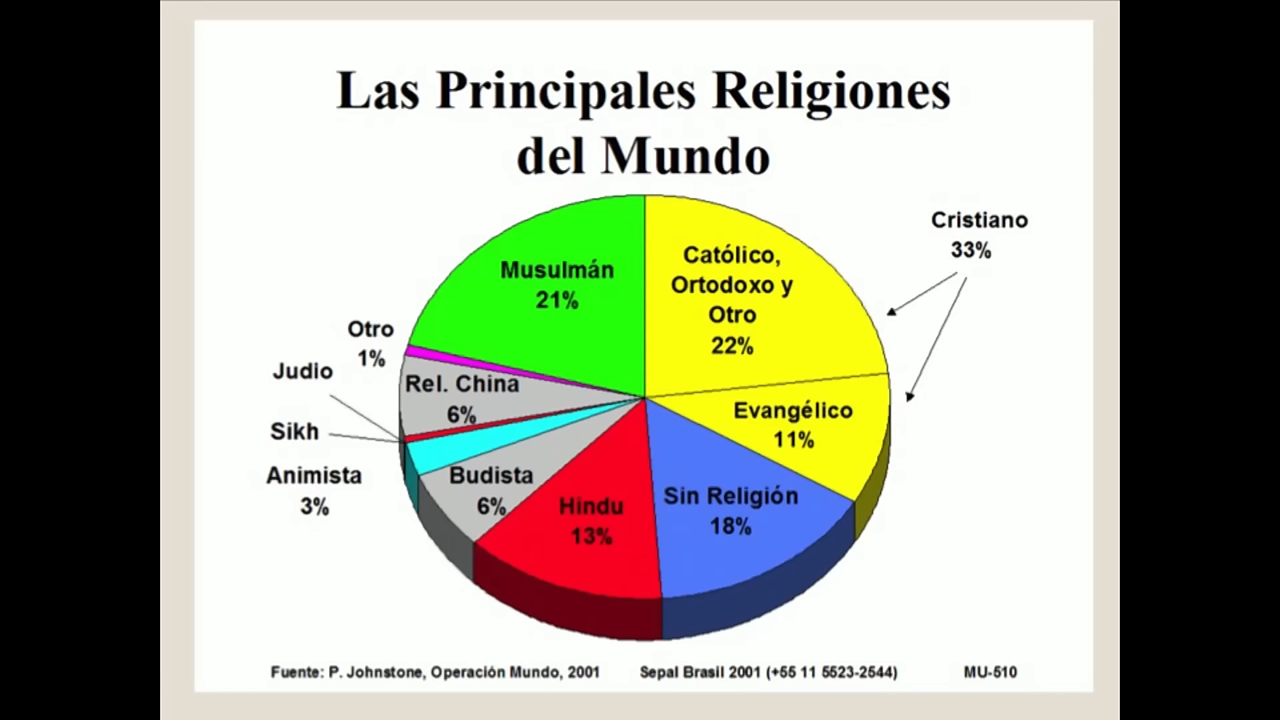 Las Principales Religiones
del Mundo
Cristiano
33%
Católico,
Ortodoxo y
Otro
22%
Musulmán
21%
Otro
1%
Judio
Rel. China
6%
Evangélico
11%
Sikh
Animista
3%
Budista
6%
Hindu
13%
Sin Religión
18%
Fuente: P. Johnstone, Operación Mundo, 2001 Sepal Brasil 2001 (+55 11 5523-2544) MU-510